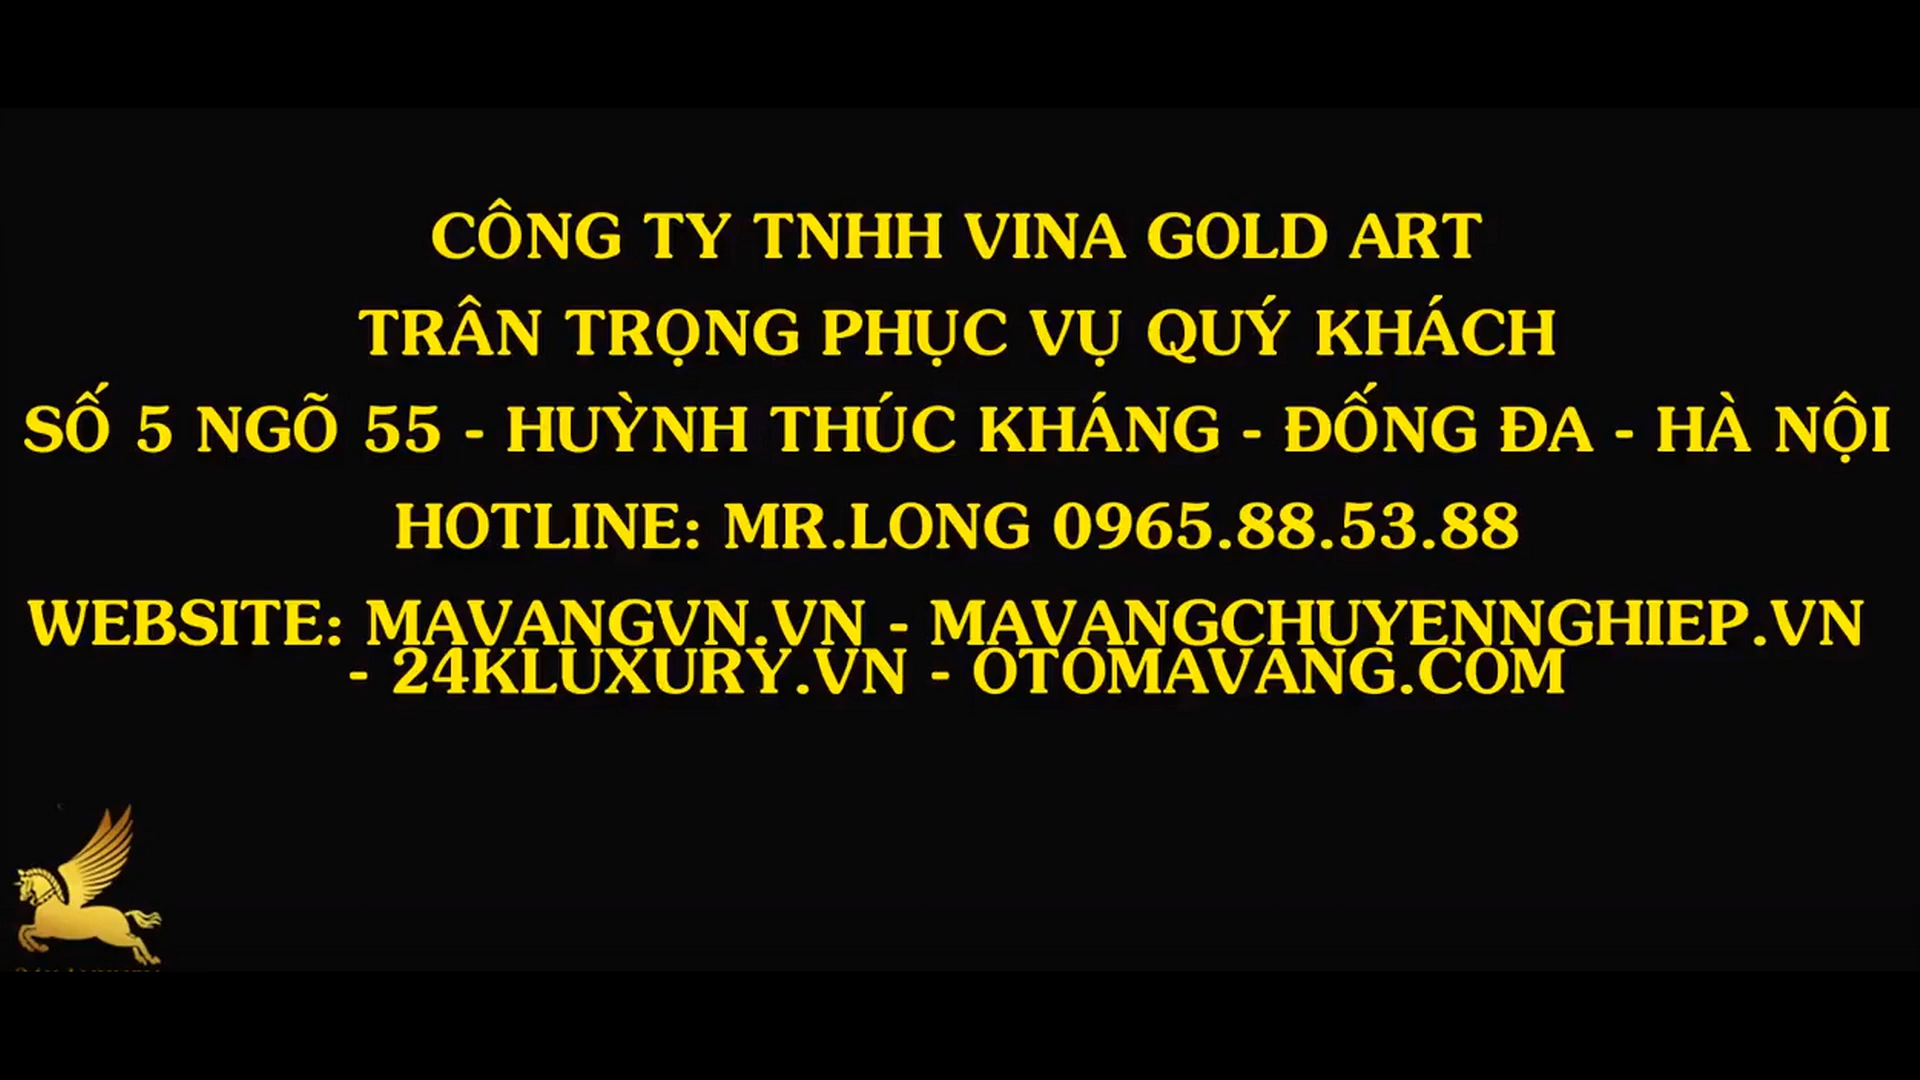 CÔNG TY TNHH VINA GOLD ART
TRÂN TRỌNG PHỤC VỤ QUÝ KHÁCH
SỐ 5 NGÕ 55 - HUỲNH THÚC KHÁNG - ĐỐNG ĐA - HÀ NỘI
HOTLINE: MR.LONG 0965.88.53.88
WEBSITE: MAVANGVN.VN - MAVANGCHUYENNGHIEP.VN
- 24KLUXURY.VN - OTOMAVANG.COM